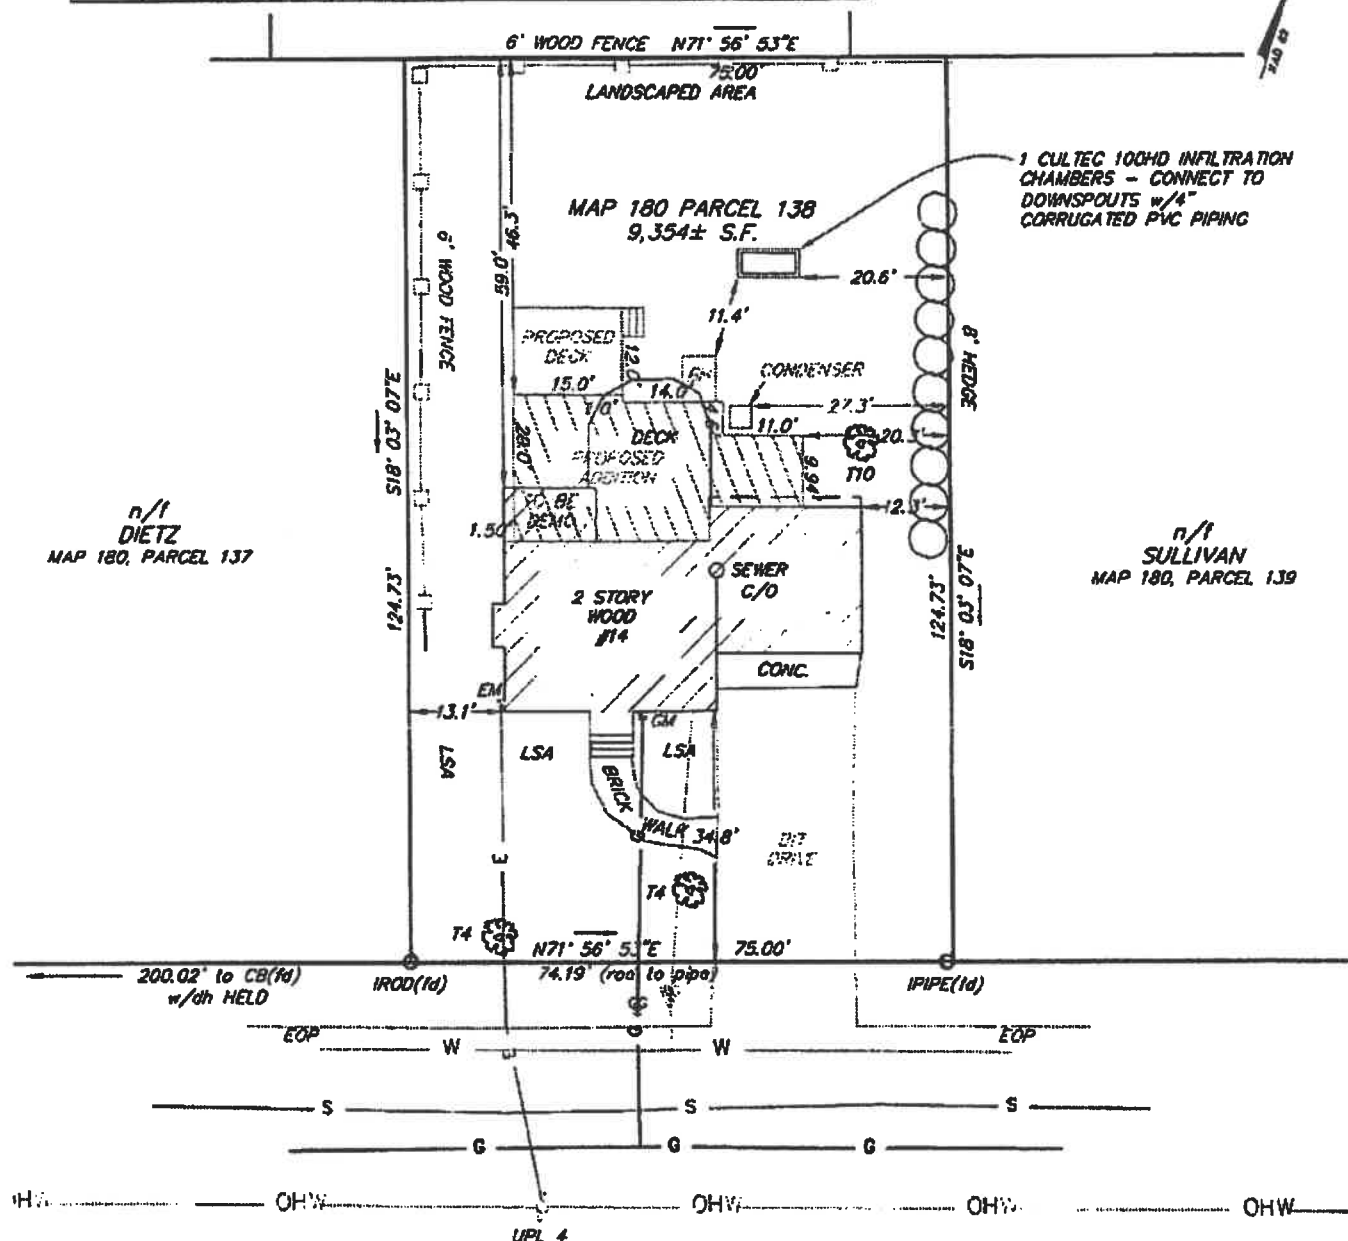 6' WOOD FENCE N71° 56' 53"E
75.00'
LANDSCAPED AREA
NAD 83
1 CULTEC 100HD INFILTRATION
CHAMBERS - CONNECT TO
DOWNSPOUTS w/4"
CORRUGATED PVC PIPING
MAP 180 PARCEL 138
9,354± S.F.
20.6'
11.4'
46.3'
59.0'
6' WOOD FENCE
8' HEDGE
PROPOSED
DECK
12.0'
15.0'
14.0'
CONDENSER
27.3'
11.0'
T10
9.94'
28.0'
DECK
PROPOSED
ADDITION
TO BE
DEMO
1.50
12.3'
S18° 03' 07"E
124.73'
n/f
DIETZ
MAP 180, PARCEL 137
n/f
SULLIVAN
MAP 180, PARCEL 139
124.73'
S18° 03' 07"E
SEWER
C/O
2 STORY
WOOD
#14
CONC.
EM
GM
13.1'
LSA
LSA
LSA
BRICK
WALK
34.8'
BIT
DRIVE
E
T4
T4
N71° 56' 53"E
75.00'
200.02' to CB(fd)
w/dh HELD
IROD(fd)
74.19' (rod to pipe)
IPIPE(fd)
EOP
EOP
W
W
E
G
S
S
S
G
G
G
OHW
OHW
OHW
OHW
UPL 4